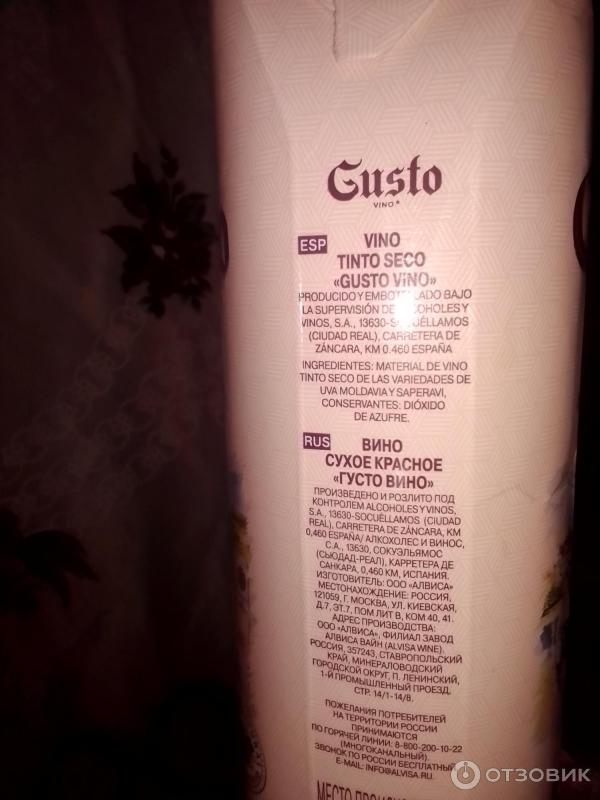 Gusto
VINO®
ESP VINO
TINTO SECO
«GUSTO VINO»
PRODUCIDO Y EMBOTELLADO BAJO
LA SUPERVISIÓN DE ALCOHOLES Y
VINOS, S.A., 13630-SOCUÉLLAMOS
(CIUDAD REAL), CARRETERA DE
ZÁNCARA, KM 0.460 ESPAÑA
INGREDIENTES: MATERIAL DE VINO
TINTO SECO DE LAS VARIEDADES DE
UVA MOLDAVIA Y SAPERAVI,
CONSERVANTES: DIÓXIDO
DE AZUFRE.
RUS ВИНО
СУХОЕ КРАСНОЕ
«ГУСТО ВИНО»
ПРОИЗВЕДЕНО И РОЗЛИТО ПОД
КОНТРОЛЕМ ALCOHOLES Y VINOS,
S.A., 13630-SOCUÉLLAMOS (CIUDAD
REAL), CARRETERA DE ZÁNCARA, KM
0,460 ESPAÑA/ АЛКОХОЛЕС И ВИНОС,
С.А., 13630, СОКУЭЛЬЯМОС
(СЬЮДАД-РЕАЛ), КАРРЕТЕРА ДЕ
САНКАРА, 0,460 КМ, ИСПАНИЯ.
ИЗГОТОВИТЕЛЬ: ООО «АЛВИСА»
МЕСТОНАХОЖДЕНИЕ: РОССИЯ,
121059, Г. МОСКВА, УЛ. КИЕВСКАЯ,
Д.7, ЭТ.7, ПОМ ЛИТ В, КОМ 40, 41.
АДРЕС ПРОИЗВОДСТВА:
ООО «АЛВИСА», ФИЛИАЛ ЗАВОД
АЛВИСА ВАЙН (ALVISA WINE).
РОССИЯ, 357243, СТАВРОПОЛЬСКИЙ
КРАЙ, МИНЕРАЛОВОДСКИЙ
ГОРОДСКОЙ ОКРУГ, П. ЛЕНИНСКИЙ,
1-Й ПРОМЫШЛЕННЫЙ ПРОЕЗД,
СТР. 14/1-14/8.
ПОЖЕЛАНИЯ ПОТРЕБИТЕЛЕЙ
НА ТЕРРИТОРИИ РОССИИ
ПРИНИМАЮТСЯ
ПО ГОРЯЧЕЙ ЛИНИИ: 8-800-200-10-22
(МНОГОКАНАЛЬНЫЙ).
ЗВОНОК ПО РОССИИ БЕСПЛАТНЫЙ
E-MAIL: INFO@ALVISA.RU
МЕСТО
ОТЗОВИК